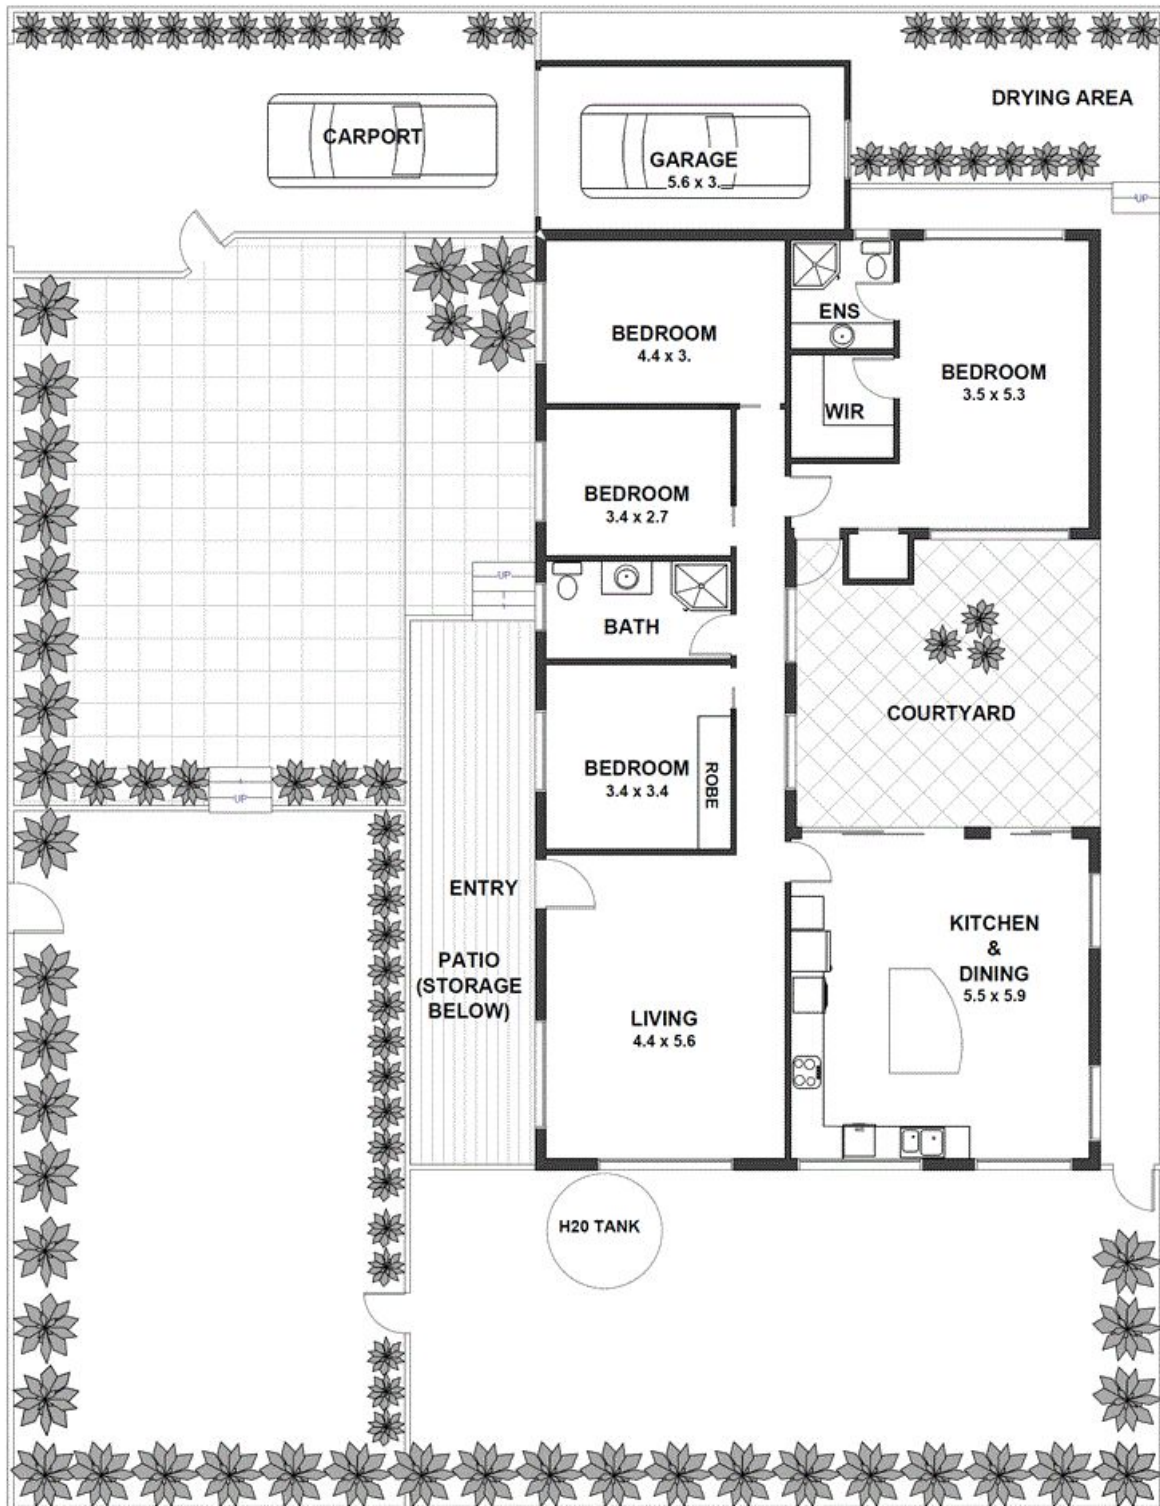 DRYING AREA
CARPORT
GARAGE
5.6 x 3.
UP
BEDROOM
4.4 x 3.
ENS
BEDROOM
3.5 x 5.3
WIR
BEDROOM
3.4 x 2.7
UP
BATH
COURTYARD
BEDROOM
3.4 x 3.4
ROBE
UP
ENTRY
KITCHEN
&
DINING
5.5 x 5.9
PATIO
(STORAGE
BELOW)
LIVING
4.4 x 5.6
H20 TANK